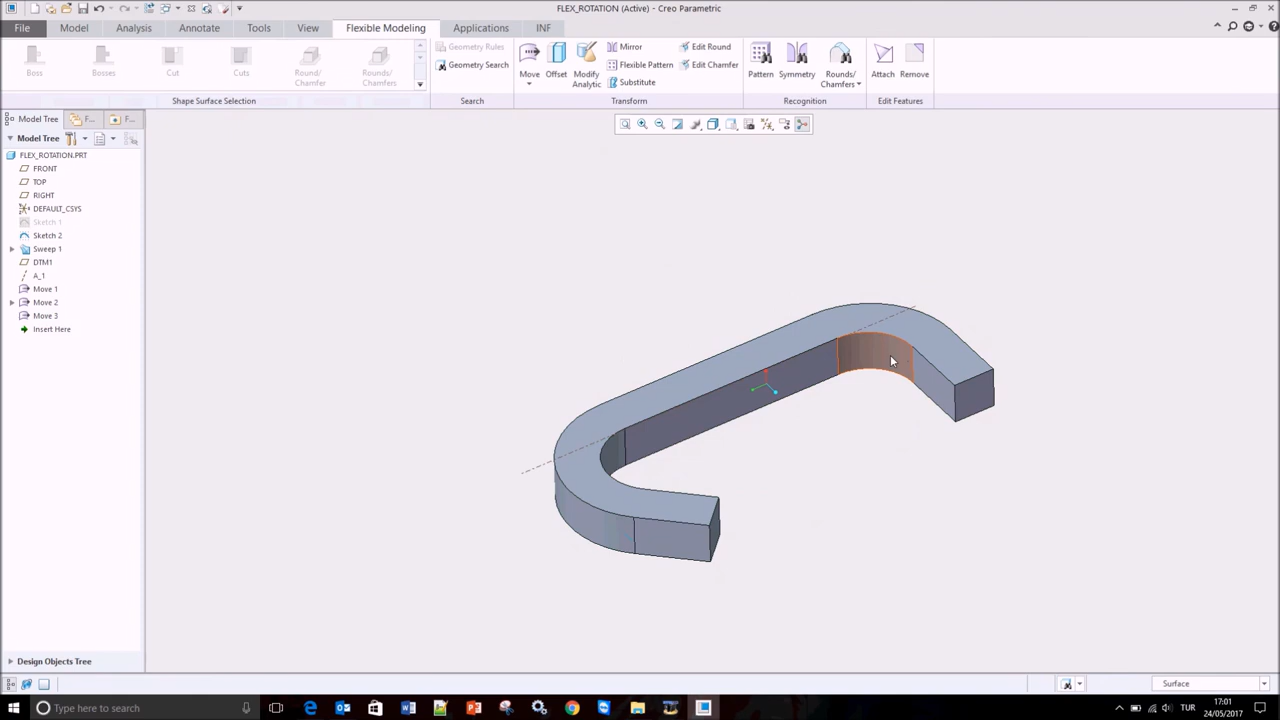 FLEX_ROTATION (Active) - Creo Parametric
File Model Analysis Annotate Tools View Flexible Modeling Applications INF
Boss Bosses Cut Cuts Round/ Chamfer Rounds/ Chamfers
Geometry Rules
Geometry Search
Move Offset Modify Analytic
Mirror
Flexible Pattern
Substitute
Edit Round
Edit Chamfer
Pattern Symmetry Rounds/ Chamfers
Attach Remove
Shape Surface Selection Search Transform Recognition Edit Features
Model Tree F... F...
Model Tree
FLEX_ROTATION.PRT
FRONT
TOP
RIGHT
DEFAULT_CSYS
Sketch 1
Sketch 2
Sweep 1
DTM1
A_1
Move 1
Move 2
Move 3
Insert Here
Design Objects Tree
Surface
Type here to search
TUR
17:01
24/05/2017